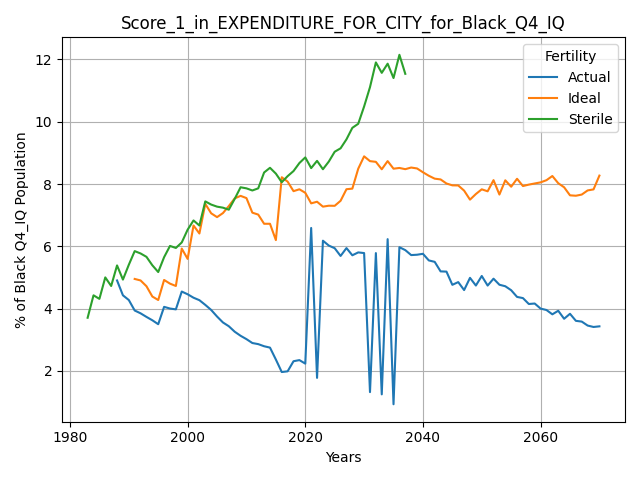 Score_1_in_EXPENDITURE_FOR_CITY_for_Black_Q4_IQ
% of Black Q4_IQ Population
12
10
8
6
4
2
Fertility
Actual
Ideal
Sterile
1980
2000
2020
2040
2060
Years